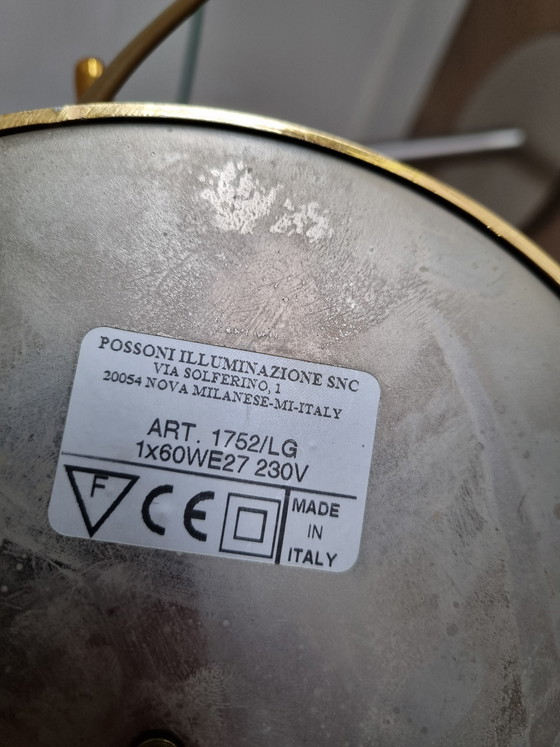 POSSONI ILLUMINAZIONE SNC
VIA SOLFERINO, 1
20054 NOVA MILANESE-MI-ITALY
ART. 1752/LG
1x60WE27 230V
F CE
MADE
IN
ITALY